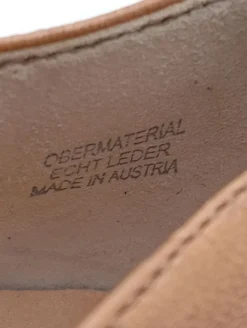 OBERMATERIAL
ECHT LEDER
MADE IN AUSTRIA